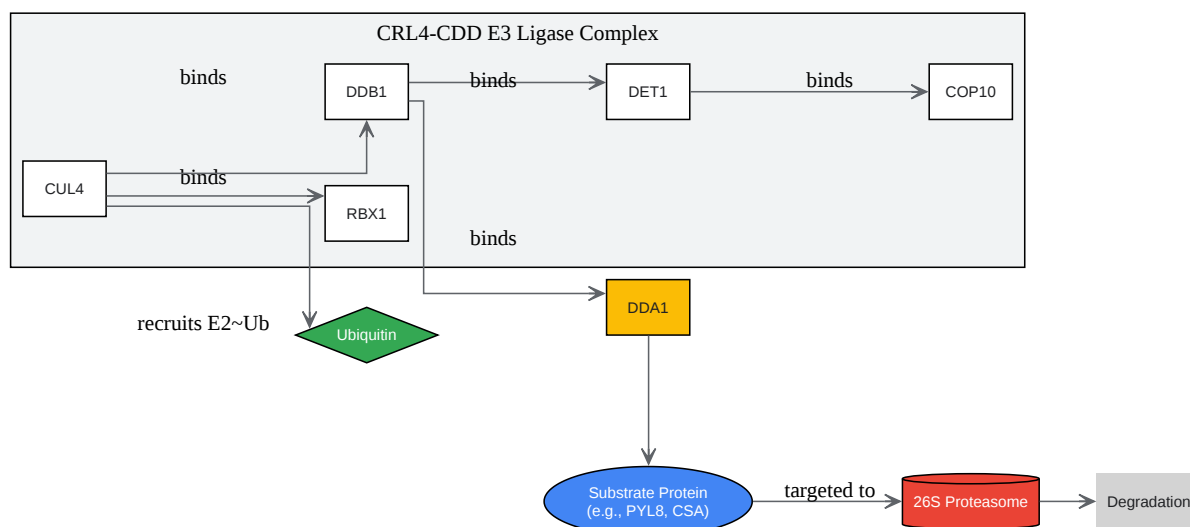 CRL4-CDD E3 Ligase Complex
binds
DDB1
binds
DET1
binds
COP10
CUL4
binds
RBX1
binds
DDA1
recruits E2~Ub
Ubiquitin
Substrate Protein
(e.g., PYL8, CSA)
targeted to
26S Proteasome
Degradation